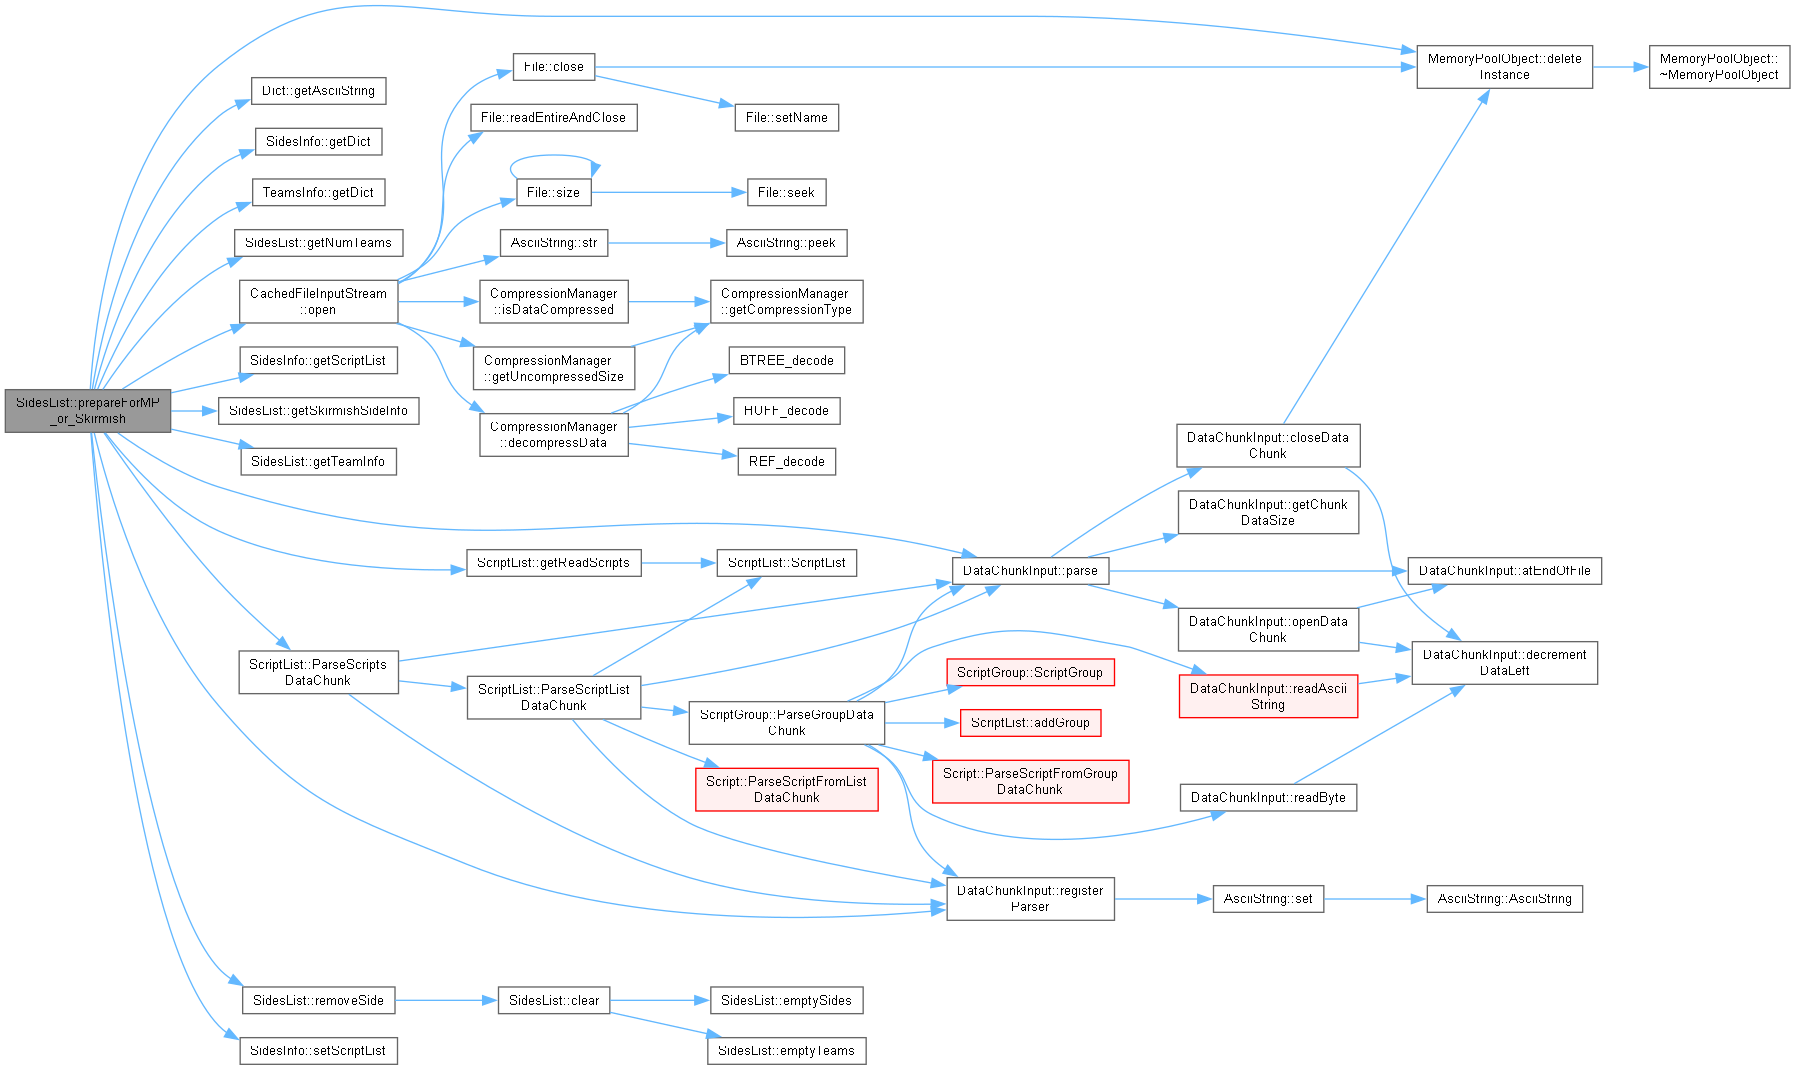 SidesList::prepareForMP
_or_Skirmish
Dict::getAsciiString
SidesInfo::getDict
TeamsInfo::getDict
SidesList::getNumTeams
CachedFileInputStream
::open
SidesInfo::getScriptList
SidesList::getSkirmishSideInfo
SidesList::getTeamInfo
ScriptList::ParseScripts
DataChunk
SidesList::removeSide
SidesInfo::setScriptList
File::close
File::readEntireAndClose
File::size
AsciiString::str
CompressionManager
::isDataCompressed
CompressionManager
::getUncompressedSize
CompressionManager
::decompressData
ScriptList::getReadScripts
ScriptList::ParseScriptList
DataChunk
SidesList::clear
File::setName
File::seek
AsciiString::peek
CompressionManager
::getCompressionType
BTREE_decode
HUFF_decode
REF_decode
ScriptList::ScriptList
ScriptGroup::ParseGroupData
Chunk
Script::ParseScriptFromList
DataChunk
SidesList::emptySides
SidesList::emptyTeams
DataChunkInput::parse
ScriptGroup::ScriptGroup
ScriptList::addGroup
Script::ParseScriptFromGroup
DataChunk
DataChunkInput::register
Parser
DataChunkInput::closeData
Chunk
DataChunkInput::getChunk
DataSize
DataChunkInput::openData
Chunk
DataChunkInput::readAscii
String
DataChunkInput::readByte
AsciiString::set
MemoryPoolObject::delete
Instance
DataChunkInput::atEndOfFile
DataChunkInput::decrement
DataLeft
AsciiString::AsciiString
MemoryPoolObject::
~MemoryPoolObject